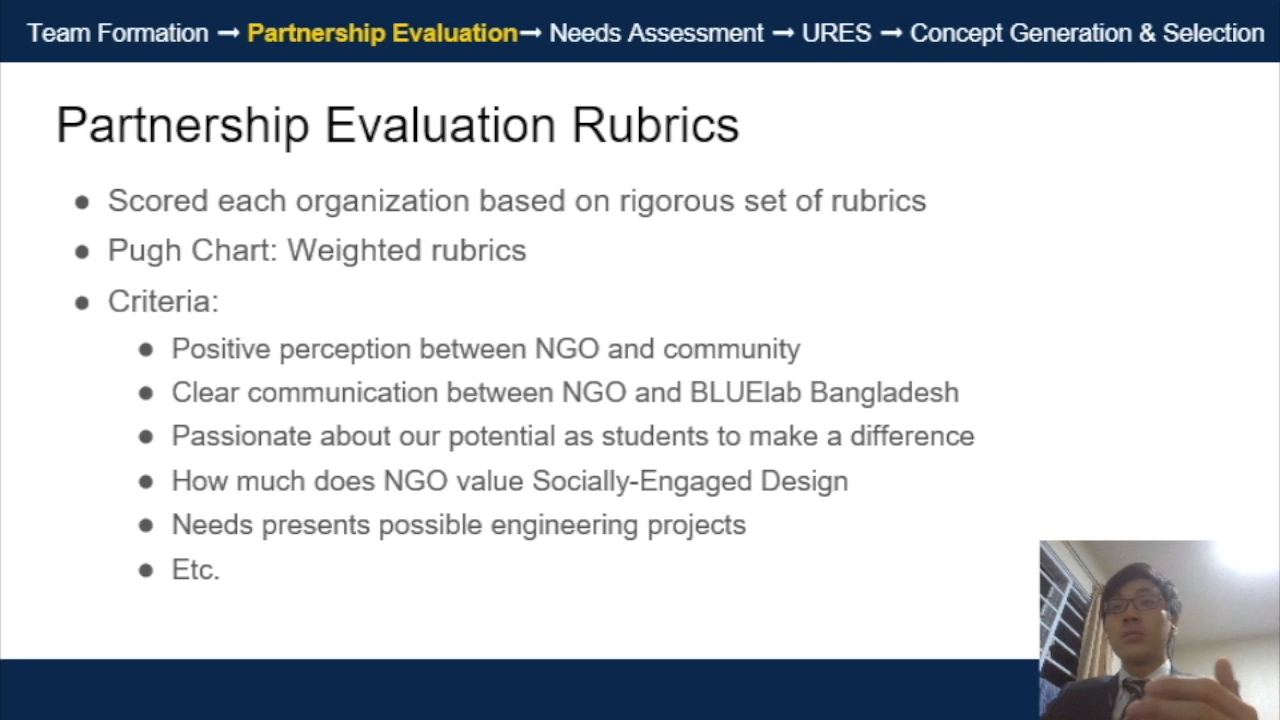 Team Formation → Partnership Evaluation→ Needs Assessment → URES → Concept Generation & Selection
Partnership Evaluation Rubrics
● Scored each organization based on rigorous set of rubrics
● Pugh Chart: Weighted rubrics
● Criteria:
● Positive perception between NGO and community
● Clear communication between NGO and BLUElab Bangladesh
● Passionate about our potential as students to make a difference
● How much does NGO value Socially-Engaged Design
● Needs presents possible engineering projects
● Etc.